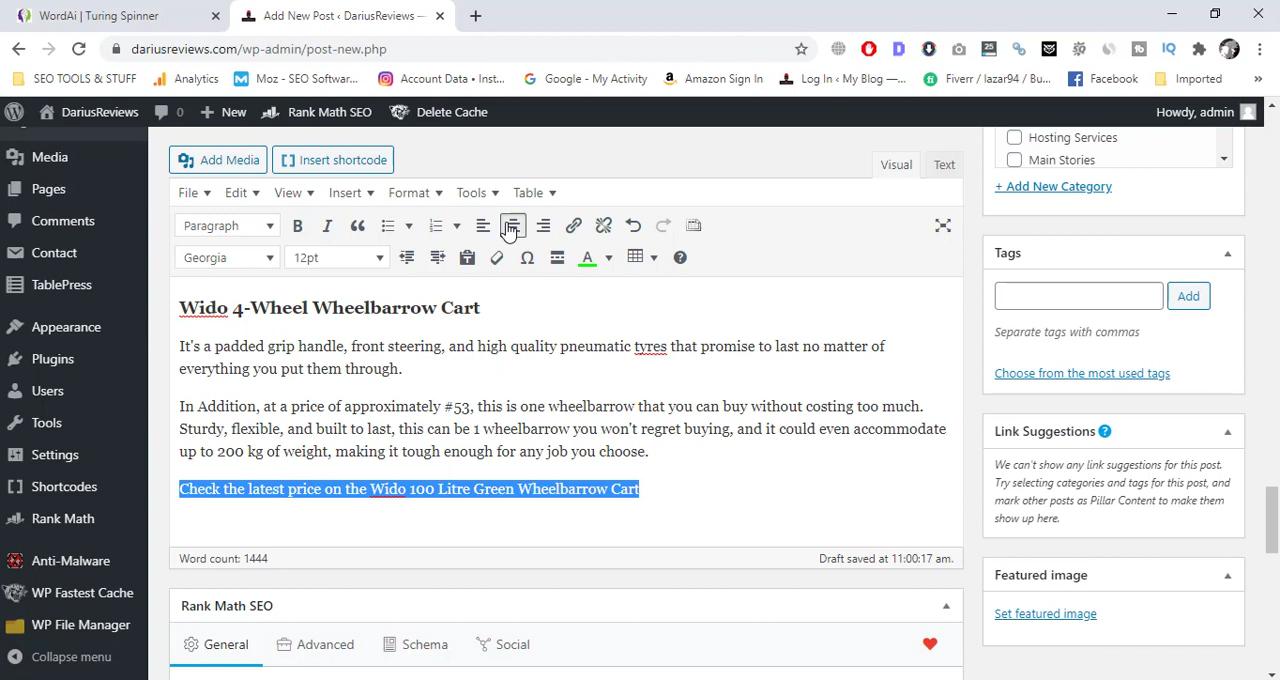 WordAi | Turing Spinner
Add New Post ‹ DariusReviews —
dariusreviews.com/wp-admin/post-new.php
25
IQ
SEO TOOLS & STUFF
Analytics
Moz - SEO Software...
Account Data • Inst...
Google - My Activity
Amazon Sign In
Log In ‹ My Blog —...
Fiverr / lazar94 / Bu...
Facebook
Imported
DariusReviews
0
New
Rank Math SEO
Delete Cache
Howdy, admin
Media
Pages
Comments
Contact
TablePress
Appearance
Plugins
Users
Tools
Settings
Shortcodes
Rank Math
Anti-Malware
WP Fastest Cache
WP File Manager
Collapse menu
Add Media
Insert shortcode
Visual
Text
File
Edit
View
Insert
Format
Tools
Table
Paragraph
Georgia
12pt
Wido 4-Wheel Wheelbarrow Cart
It's a padded grip handle, front steering, and high quality pneumatic tyres that promise to last no matter of
everything you put them through.
In Addition, at a price of approximately #53, this is one wheelbarrow that you can buy without costing too much.
Sturdy, flexible, and built to last, this can be 1 wheelbarrow you won't regret buying, and it could even accommodate
up to 200 kg of weight, making it tough enough for any job you choose.
Check the latest price on the Wido 100 Litre Green Wheelbarrow Cart
Word count: 1444
Draft saved at 11:00:17 am.
Rank Math SEO
General
Advanced
Schema
Social
Hosting Services
Main Stories
+ Add New Category
Tags
Add
Separate tags with commas
Choose from the most used tags
Link Suggestions
We can't show any link suggestions for this post.
Try selecting categories and tags for this post, and
mark other posts as Pillar Content to make them
show up here.
Featured image
Set featured image